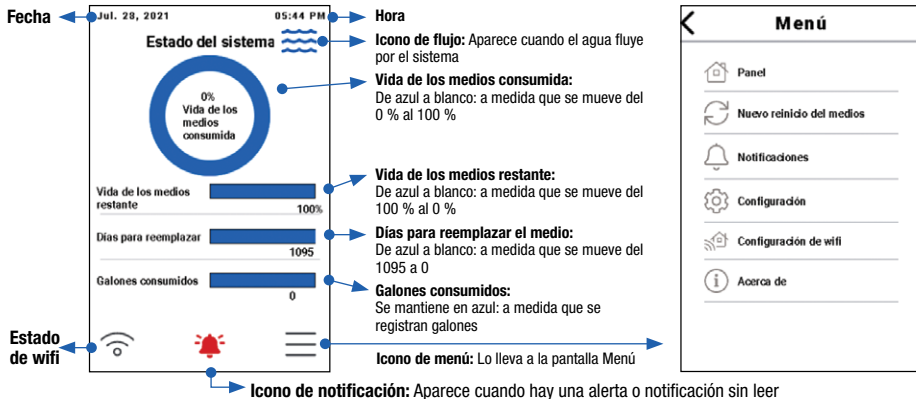 Fecha
Jul. 28, 2021
05:44 PM
Hora
Estado del sistema
Icono de flujo: Aparece cuando el agua fluye
por el sistema
0%
Vida de los
medios
consumida
Vida de los medios consumida:
De azul a blanco: a medida que se mueve del
0 % al 100 %
Vida de los medios
restante
100%
Vida de los medios restante:
De azul a blanco: a medida que se mueve del
100 % al 0 %
Días para reemplazar
1095
Días para reemplazar el medio:
De azul a blanco: a medida que se mueve del
1095 a 0
Galones consumidos
0
Galones consumidos:
Se mantiene en azul: a medida que se
registran galones
Estado
de wifi
Icono de menú: Lo lleva a la pantalla Menú
Icono de notificación: Aparece cuando hay una alerta o notificación sin leer
Menú
Panel
Nuevo reinicio del medios
Notificaciones
Configuración
Configuración de wifi
Acerca de